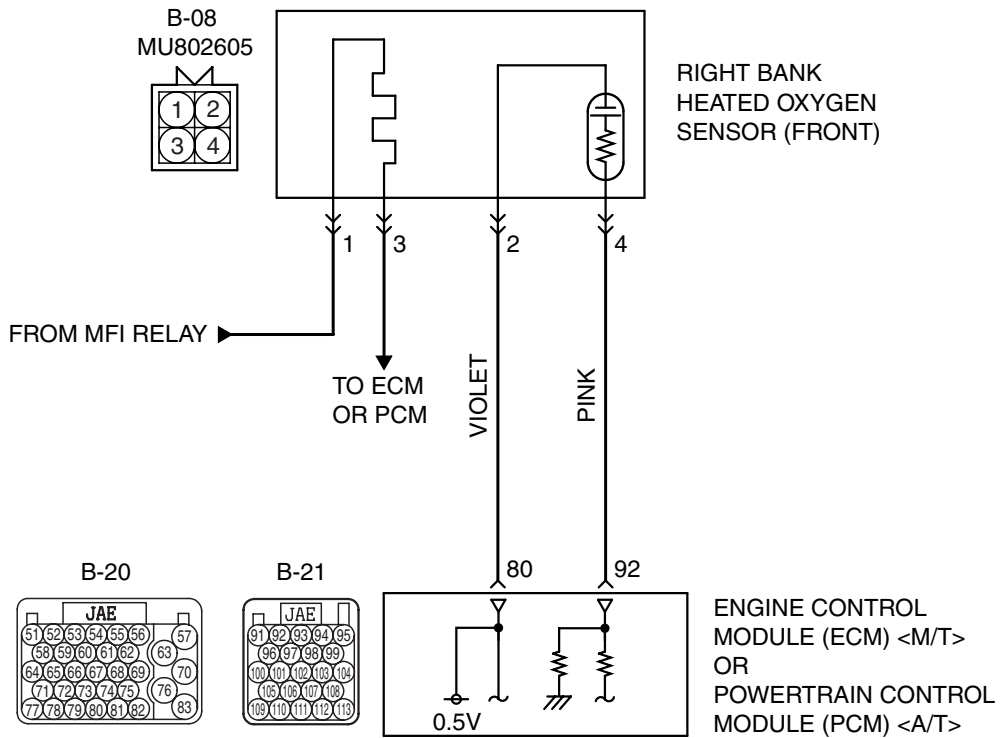 B-08
MU802605
1 2
3 4
RIGHT BANK
HEATED OXYGEN
SENSOR (FRONT)
1 3 2 4
FROM MFI RELAY
TO ECM
OR PCM
VIOLET
PINK
80 92
B-20
JAE
51 52 53 54 55 56 57
58 59 60 61 62 63
64 65 66 67 68 69 70
71 72 73 74 75 76
77 78 79 80 81 82 83
B-21
JAE
91 92 93 94 95
96 97 98 99
100 101 102 103 104
105 106 107 108
109 110 111 112 113
0.5V
ENGINE CONTROL
MODULE (ECM) <M/T>
OR
POWERTRAIN CONTROL
MODULE (PCM) <A/T>